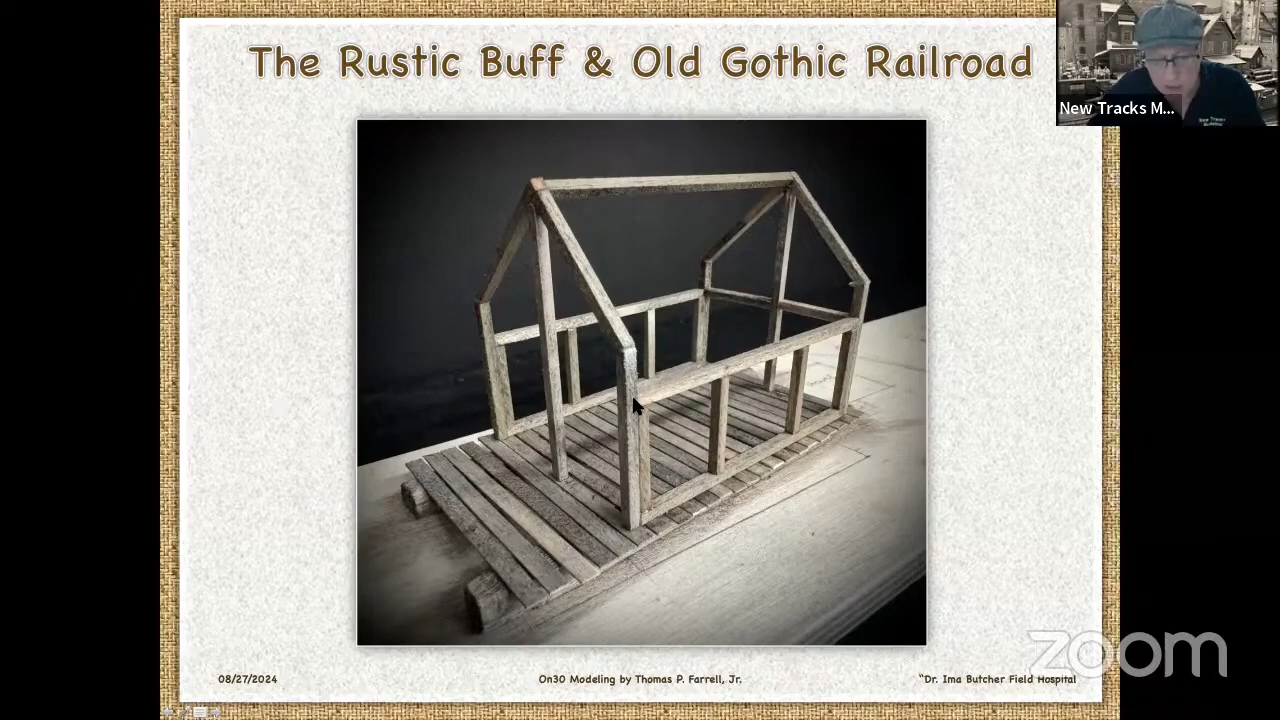 The Rustic Buff & Old Gothic Railroad
New Tracks M...
zoom
08/27/2024
On30 Modeling by Thomas P. Farrell, Jr.
“Dr. Ima Butcher Field Hospital